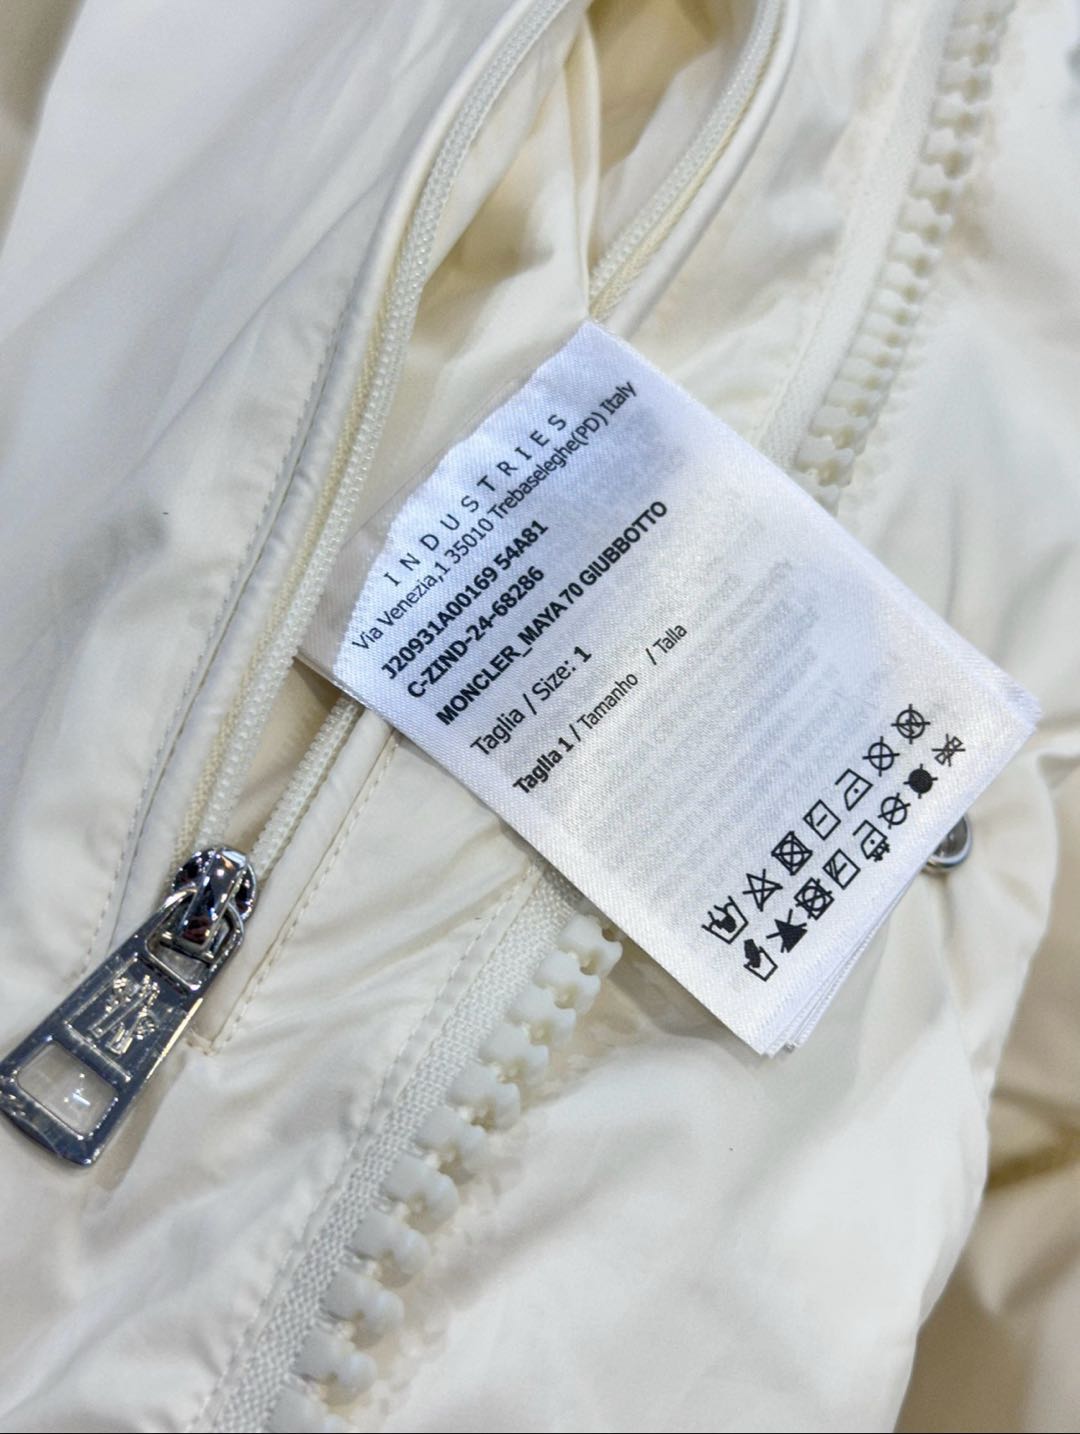 INDUSTRIES
Via Venezia,1 35010 Trebaseleghe(PD) Italy
J20931A00169 54A81
C-ZIND-24-68286
MONCLER_MAYA 70 GIUBBOTTO
Taglia / Size: 1
Taglla 1 / Tamanho / Talla